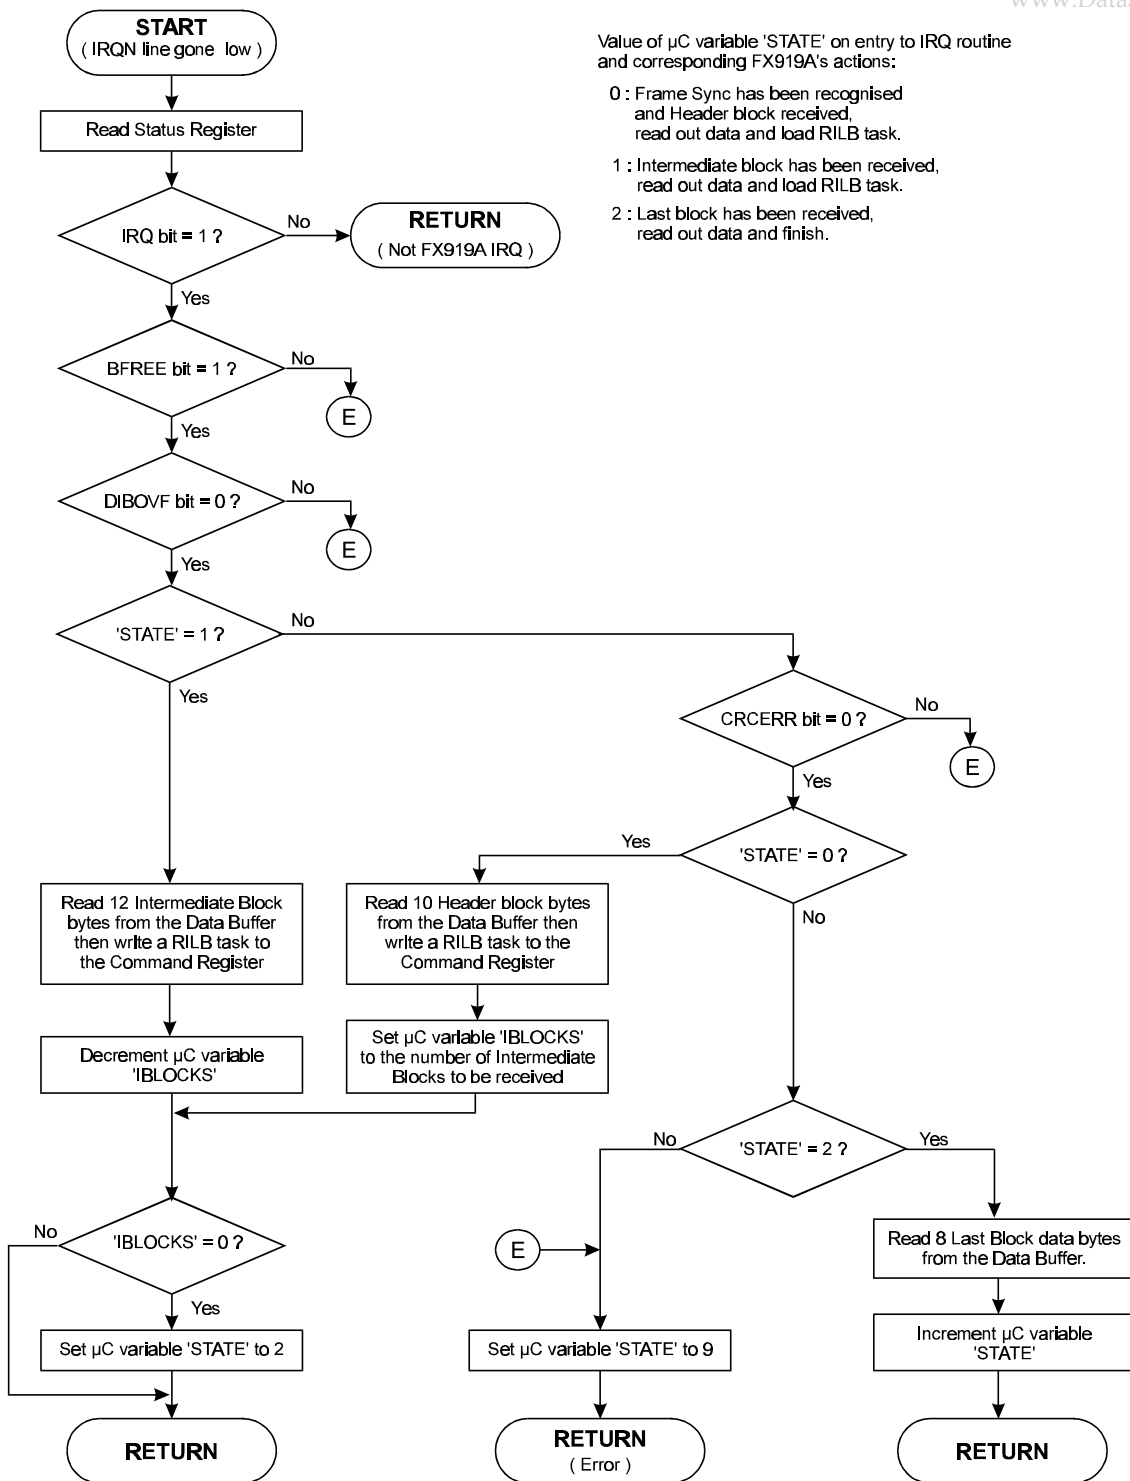 www.Data
START
( IRQN line gone low )
Value of µC variable 'STATE' on entry to IRQ routine
and corresponding FX919A's actions:
0 : Frame Sync has been recognised
and Header block received,
read out data and load RILB task.
1 : Intermediate block has been received,
read out data and load RILB task.
2 : Last block has been received,
read out data and finish.
Read Status Register
IRQ bit = 1 ?
No
RETURN
( Not FX919A IRQ )
Yes
BFREE bit = 1 ?
No
E
Yes
DIBOVF bit = 0 ?
No
E
Yes
'STATE' = 1 ?
No
Yes
CRCERR bit = 0 ?
No
E
Yes
'STATE' = 0 ?
Yes
No
Read 12 Intermediate Block
bytes from the Data Buffer
then write a RILB task to
the Command Register
Read 10 Header block bytes
from the Data Buffer then
write a RILB task to the
Command Register
Decrement µC variable
'IBLOCKS'
Set µC variable 'IBLOCKS'
to the number of Intermediate
Blocks to be received
'STATE' = 2 ?
No
Yes
'IBLOCKS' = 0 ?
No
Yes
E
Read 8 Last Block data bytes
from the Data Buffer.
Set µC variable 'STATE' to 2
Set µC variable 'STATE' to 9
Increment µC variable
'STATE'
RETURN
RETURN
( Error )
RETURN